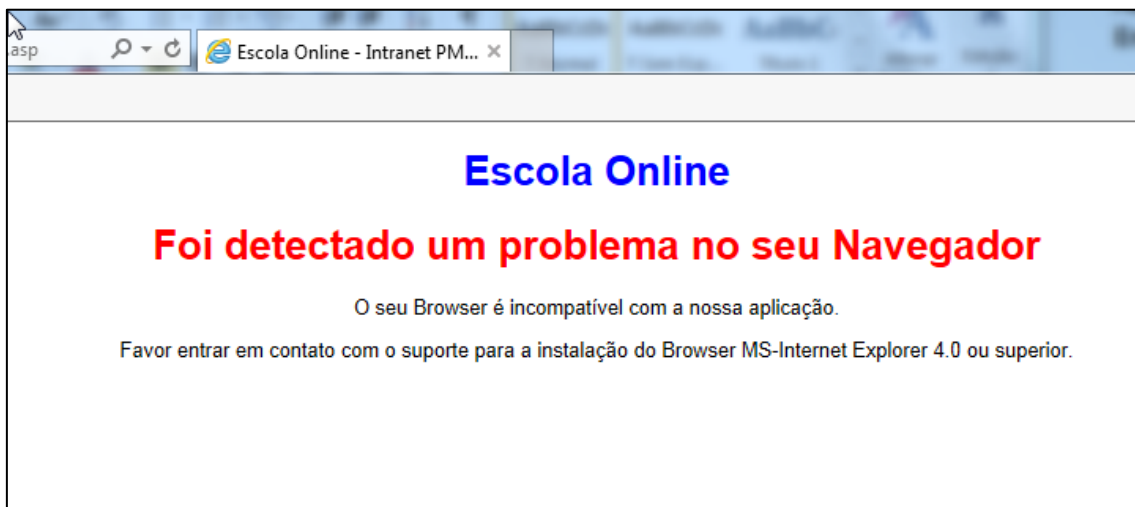 .asp
Escola Online - Intranet PM...
Escola Online
Foi detectado um problema no seu Navegador
O seu Browser é incompatível com a nossa aplicação.
Favor entrar em contato com o suporte para a instalação do Browser MS-Internet Explorer 4.0 ou superior.